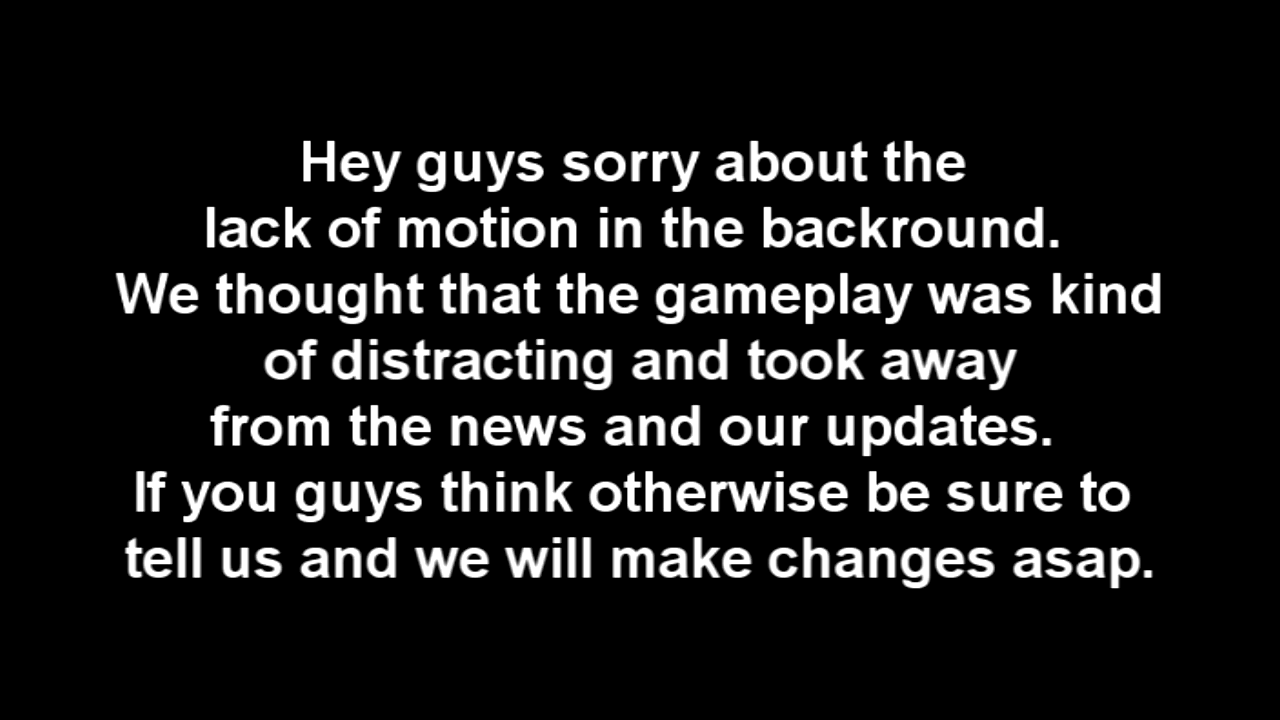 Hey guys sorry about the
lack of motion in the backround.
We thought that the gameplay was kind
of distracting and took away
from the news and our updates.
If you guys think otherwise be sure to
tell us and we will make changes asap.